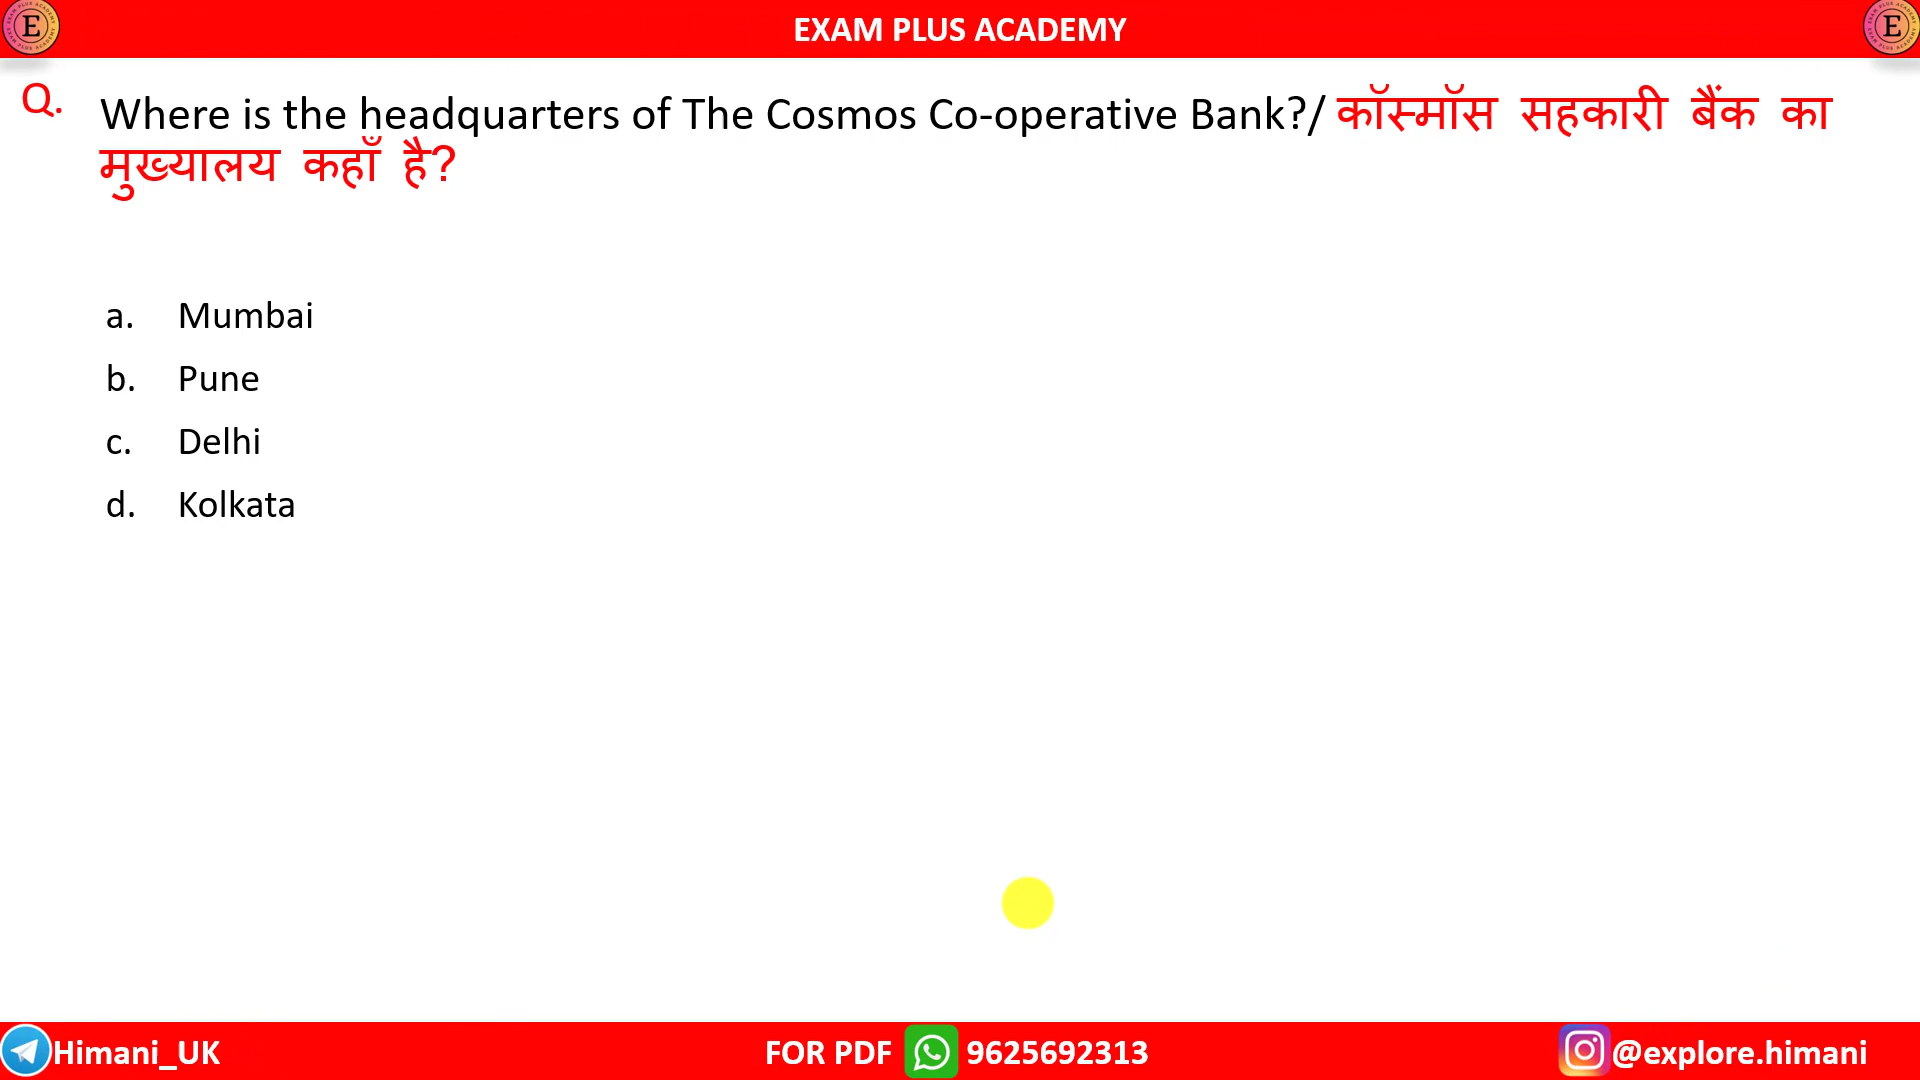 EXAM PLUS ACADEMY
E
E
Q. Where is the headquarters of The Cosmos Co-operative Bank?/ कॉस्मॉस सहकारी बैंक का
मुख्यालय कहाँ है?
a. Mumbai
b. Pune
c. Delhi
d. Kolkata
Himani_UK
FOR PDF 9625692313
@explore.himani